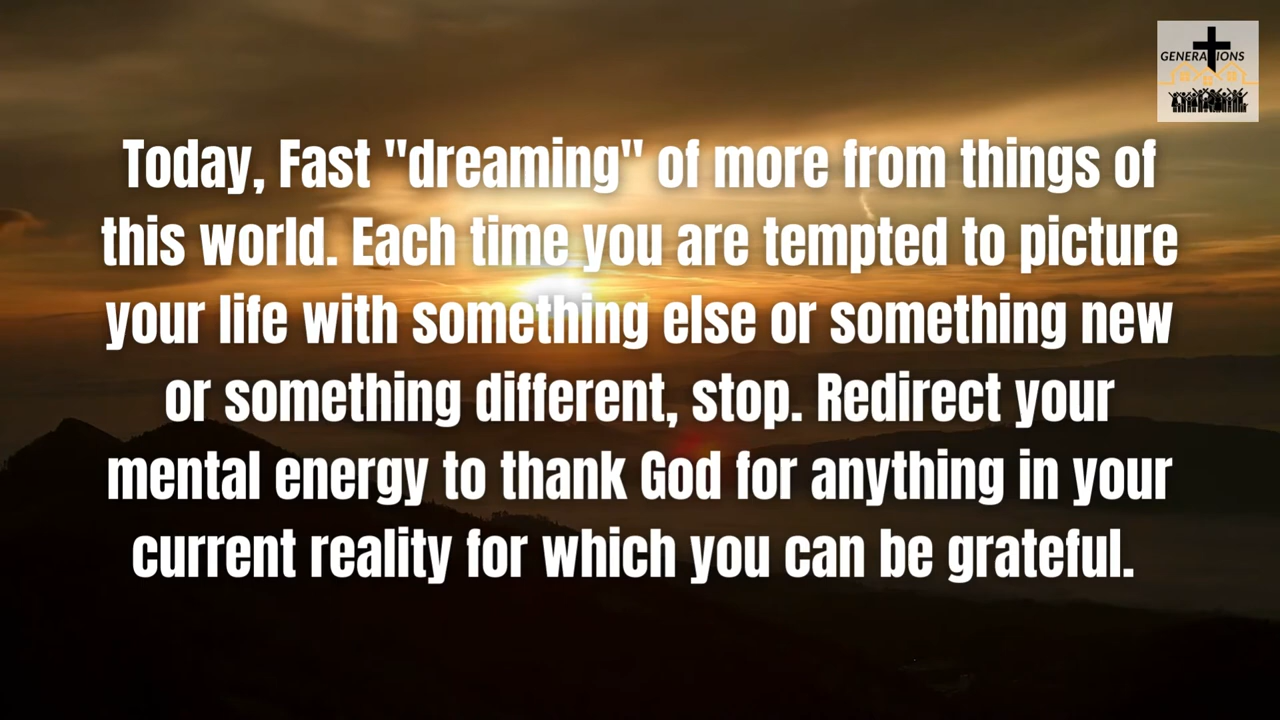 GENERATIONS
Today, Fast "dreaming" of more from things of
this world. Each time you are tempted to picture
your life with something else or something new
or something different, stop. Redirect your
mental energy to thank God for anything in your
current reality for which you can be grateful.